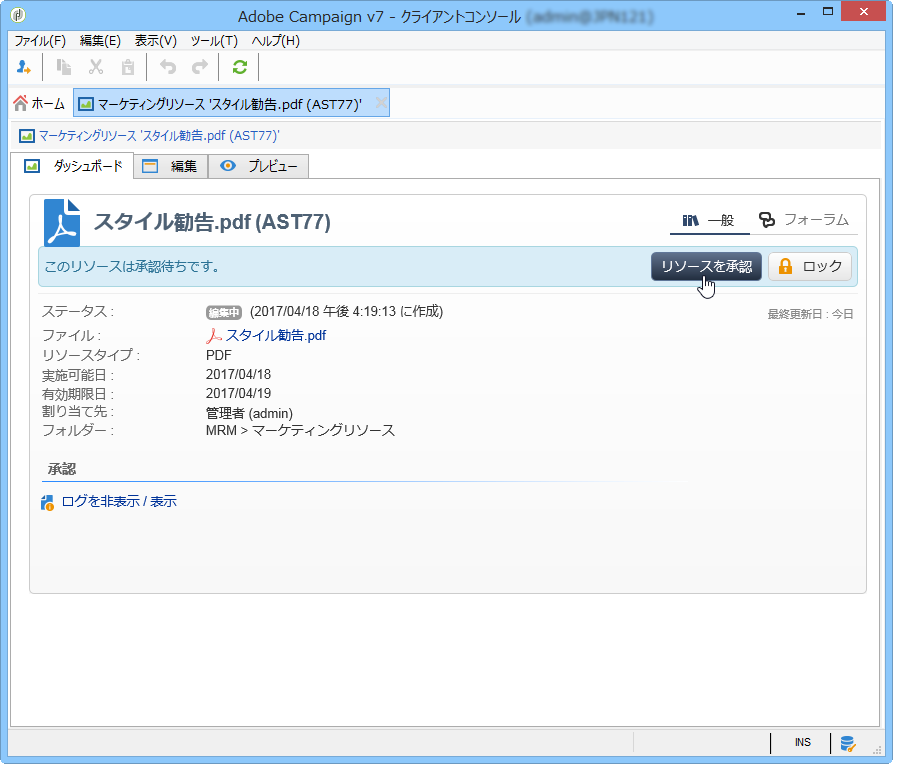 Adobe Campaign v7 - クライアントコンソール (admin@JPN121)
ファイル(F) 編集(E) 表示(V) ツール(T) ヘルプ(H)
ホーム マーケティングリソース 'スタイル勧告.pdf (AST77)'
マーケティングリソース 'スタイル勧告.pdf (AST77)'
ダッシュボード 編集 プレビュー
スタイル勧告.pdf (AST77) 一般 フォーラム
このリソースは承認待ちです。 リソースを承認 ロック
ステータス : 編集中 (2017/04/18 午後 4:19:13 に作成) 最終更新日 : 今日
ファイル : スタイル勧告.pdf
リソースタイプ : PDF
実施可能日 : 2017/04/18
有効期限日 : 2017/04/19
割り当て先 : 管理者 (admin)
フォルダー : MRM > マーケティングリソース
承認
ログを非表示 / 表示
INS